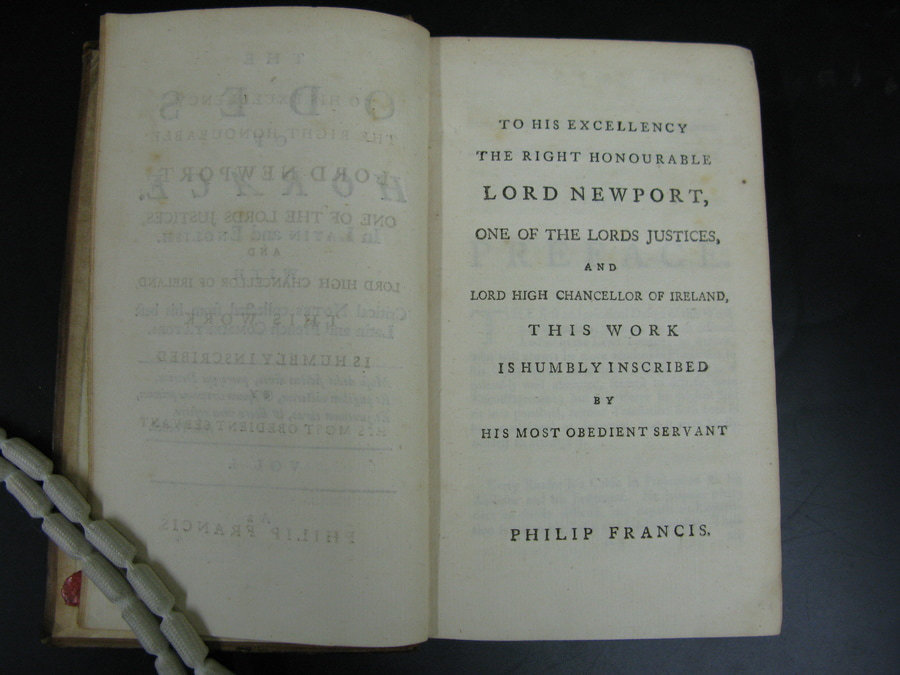 TO HIS EXCELLENCY
THE RIGHT HONOURABLE
LORD NEWPORT,
ONE OF THE LORDS JUSTICES,
AND
LORD HIGH CHANCELLOR OF IRELAND,
THIS WORK
IS HUMBLY INSCRIBED
BY
HIS MOST OBEDIENT SERVANT
PHILIP FRANCIS.